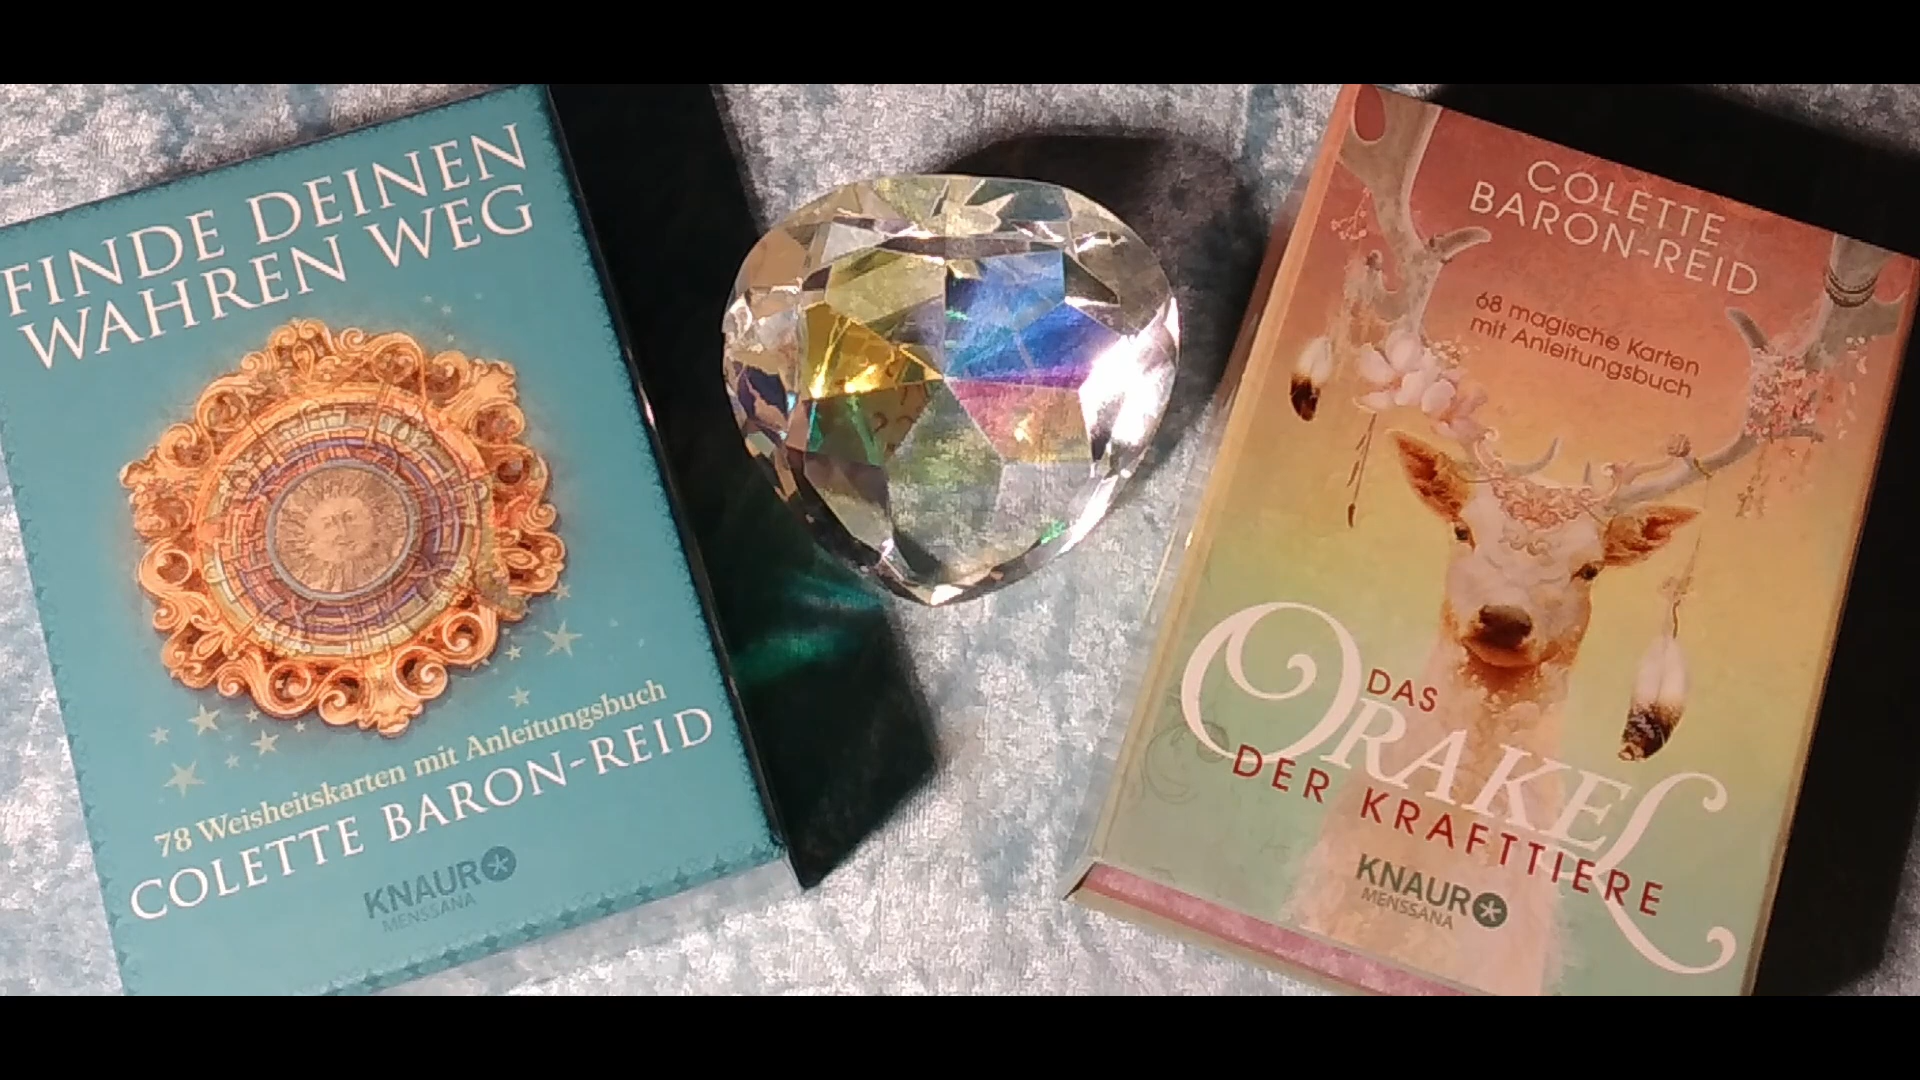 FINDE DEINEN
WAHREN WEG
78 Weisheitskarten mit Anleitungsbuch
COLETTE BARON-REID
KNAUR
MENSSANA
COLETTE
BARON-REID
68 magische Karten
mit Anleitungsbuch
DAS
ORAKEL
DER KRAFTTIERE
KNAUR
MENSSANA